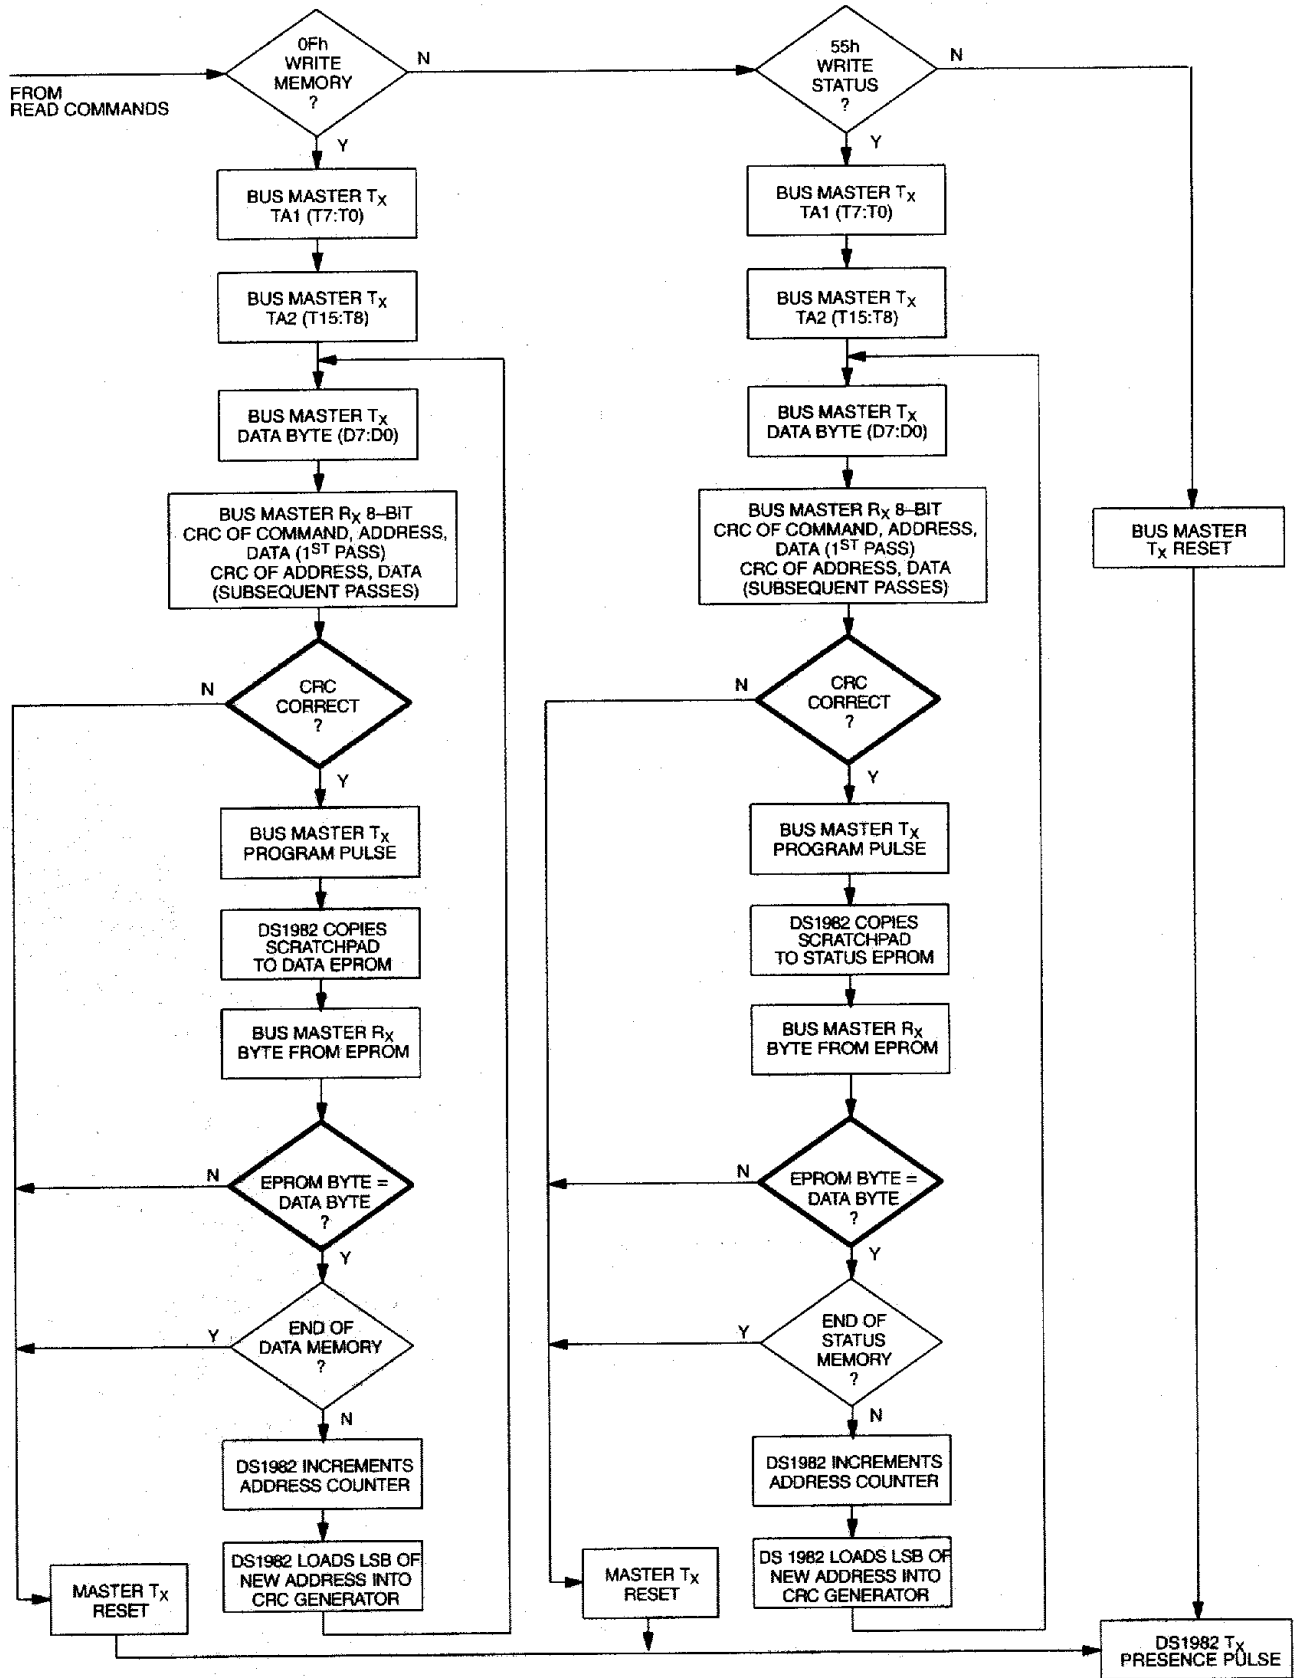 FROM
READ COMMANDS
0Fh
WRITE
MEMORY
?
N
Y
BUS MASTER TX
TA1 (T7:T0)
BUS MASTER TX
TA2 (T15:T8)
BUS MASTER TX
DATA BYTE (D7:D0)
BUS MASTER RX 8–BIT
CRC OF COMMAND, ADDRESS,
DATA (1ST PASS)
CRC OF ADDRESS, DATA
(SUBSEQUENT PASSES)
CRC
CORRECT
?
N
Y
BUS MASTER TX
PROGRAM PULSE
DS1982 COPIES
SCRATCHPAD
TO DATA EPROM
BUS MASTER RX
BYTE FROM EPROM
EPROM BYTE =
DATA BYTE
?
N
Y
END OF
DATA MEMORY
?
Y
N
DS1982 INCREMENTS
ADDRESS COUNTER
DS1982 LOADS LSB OF
NEW ADDRESS INTO
CRC GENERATOR
MASTER TX
RESET
55h
WRITE
STATUS
?
N
Y
BUS MASTER TX
TA1 (T7:T0)
BUS MASTER TX
TA2 (T15:T8)
BUS MASTER TX
DATA BYTE (D7:D0)
BUS MASTER RX 8–BIT
CRC OF COMMAND, ADDRESS,
DATA (1ST PASS)
CRC OF ADDRESS, DATA
(SUBSEQUENT PASSES)
CRC
CORRECT
?
N
Y
BUS MASTER TX
PROGRAM PULSE
DS1982 COPIES
SCRATCHPAD
TO STATUS EPROM
BUS MASTER RX
BYTE FROM EPROM
EPROM BYTE =
DATA BYTE
?
N
Y
END OF
STATUS
MEMORY
?
Y
N
DS1982 INCREMENTS
ADDRESS COUNTER
DS 1982 LOADS LSB OF
NEW ADDRESS INTO
CRC GENERATOR
MASTER TX
RESET
BUS MASTER
TX RESET
DS1982 TX
PRESENCE PULSE